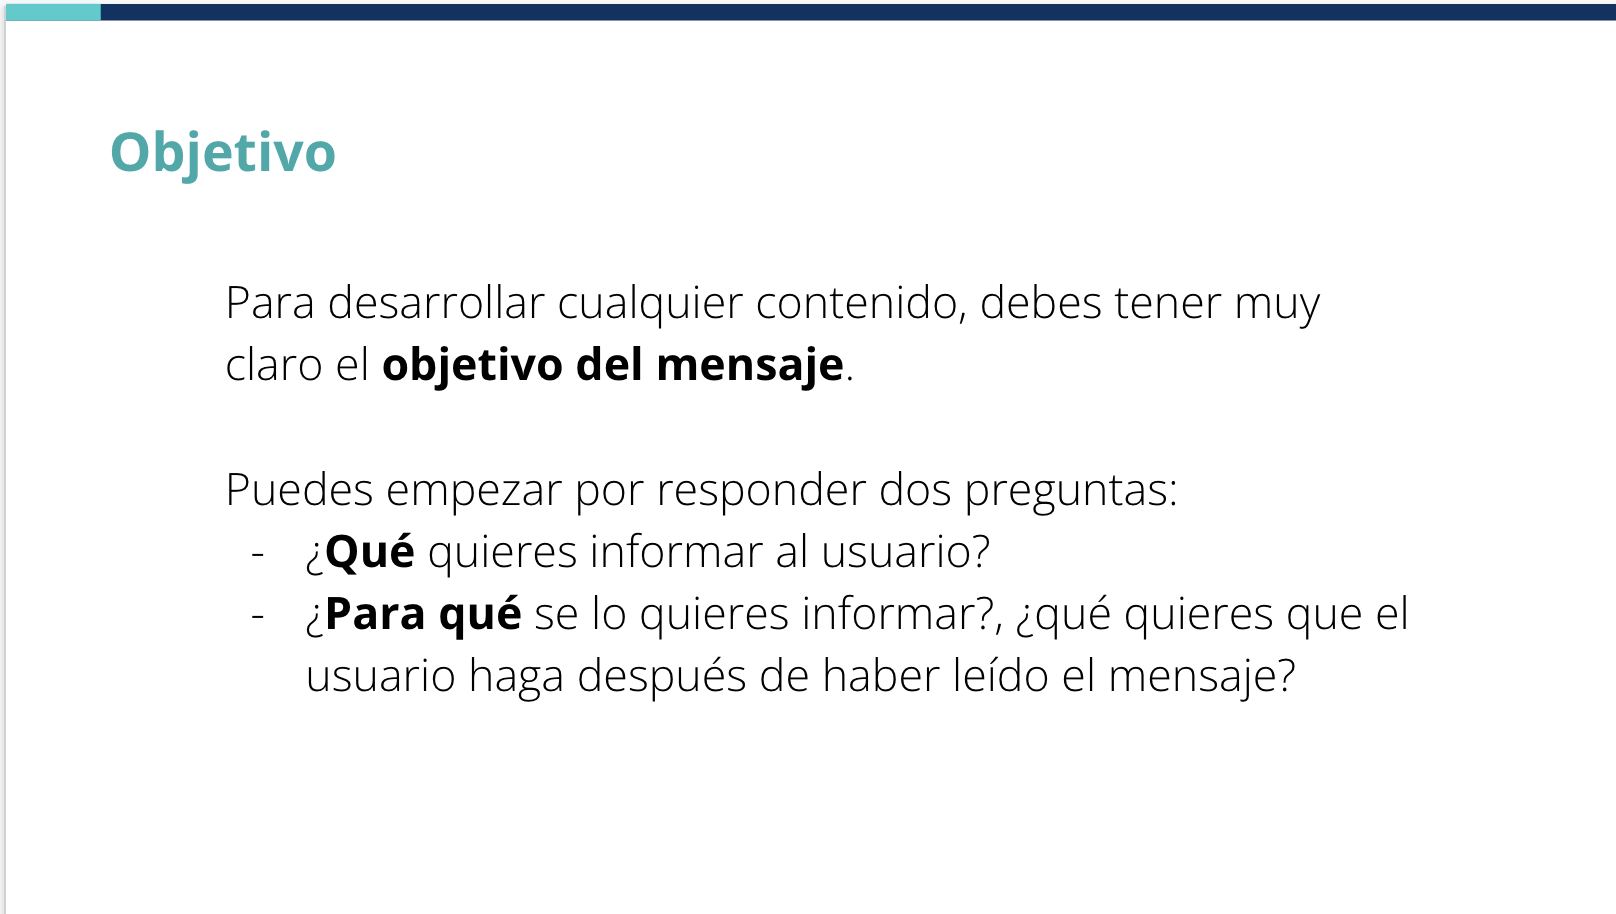 Objetivo
Para desarrollar cualquier contenido, debes tener muy
claro el objetivo del mensaje.
Puedes empezar por responder dos preguntas:
- ¿Qué quieres informar al usuario?
- ¿Para qué se lo quieres informar?, ¿qué quieres que el
usuario haga después de haber leído el mensaje?